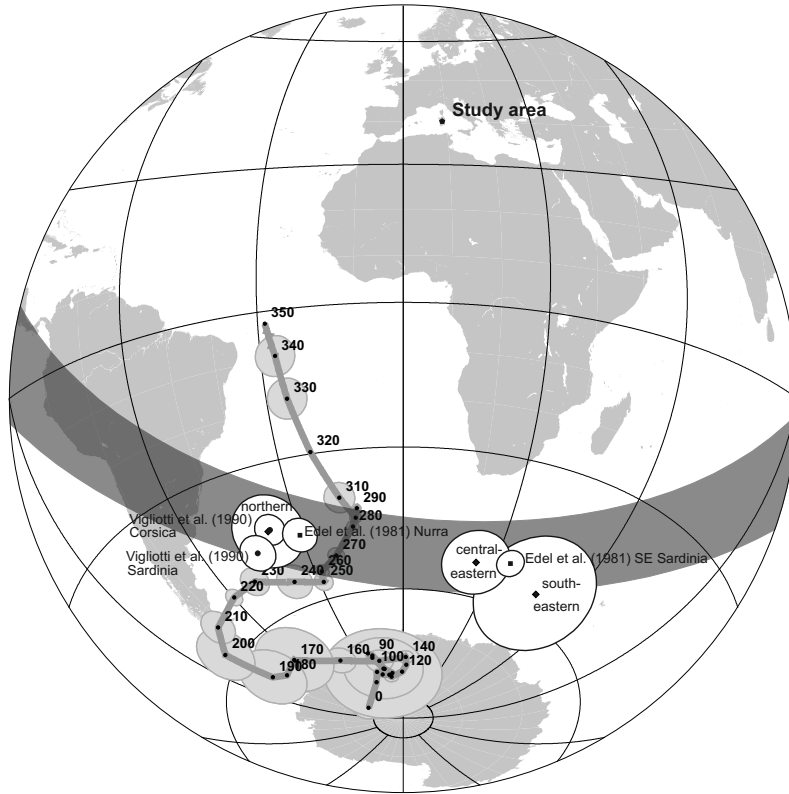 Study area
350
340
330
320
310
290
280
270
260
250
240
230
220
210
200
190
180
170
160
90
140
100
120
0
northern
Vigliotti et al. (1990)
Corsica
Edel et al. (1981) Nurra
Vigliotti et al. (1990)
Sardinia
central-
eastern
Edel et al. (1981) SE Sardinia
south-
eastern